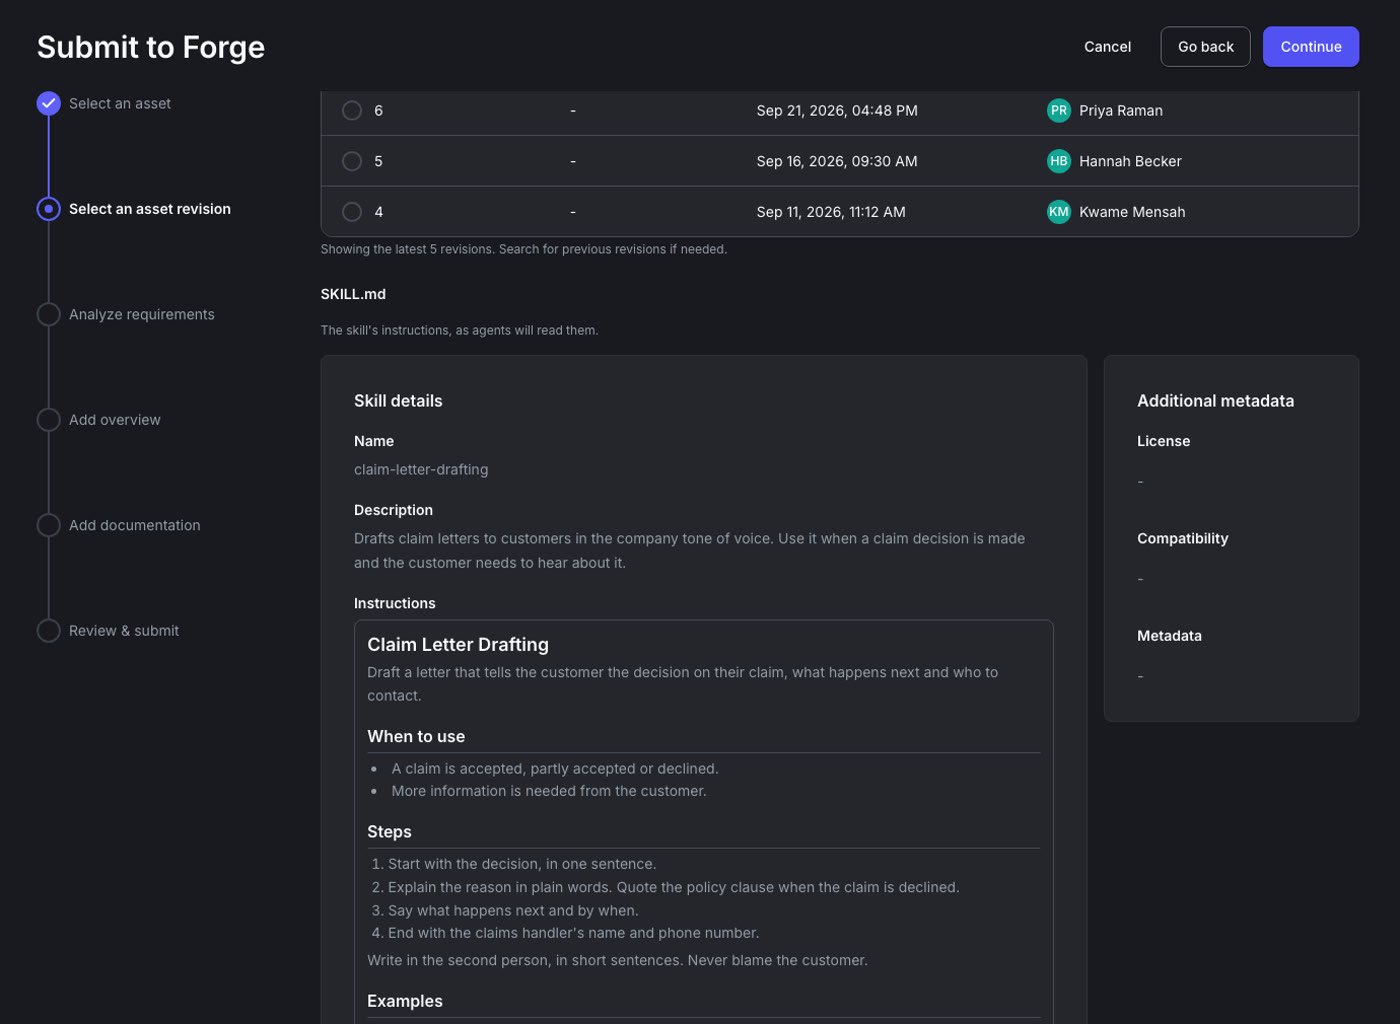 Submit to Forge
Cancel
Go back
Continue
Select an asset
Select an asset revision
Analyze requirements
Add overview
Add documentation
Review & submit
6 - Sep 21, 2026, 04:48 PM PR Priya Raman
5 - Sep 16, 2026, 09:30 AM HB Hannah Becker
4 - Sep 11, 2026, 11:12 AM KM Kwame Mensah
Showing the latest 5 revisions. Search for previous revisions if needed.
SKILL.md
The skill's instructions, as agents will read them.
Skill details
Name
claim-letter-drafting
Description
Drafts claim letters to customers in the company tone of voice. Use it when a claim decision is made
and the customer needs to hear about it.
Instructions
Claim Letter Drafting
Draft a letter that tells the customer the decision on their claim, what happens next and who to
contact.
When to use
• A claim is accepted, partly accepted or declined.
• More information is needed from the customer.
Steps
1. Start with the decision, in one sentence.
2. Explain the reason in plain words. Quote the policy clause when the claim is declined.
3. Say what happens next and by when.
4. End with the claims handler's name and phone number.
Write in the second person, in short sentences. Never blame the customer.
Examples
Additional metadata
License
-
Compatibility
-
Metadata
-